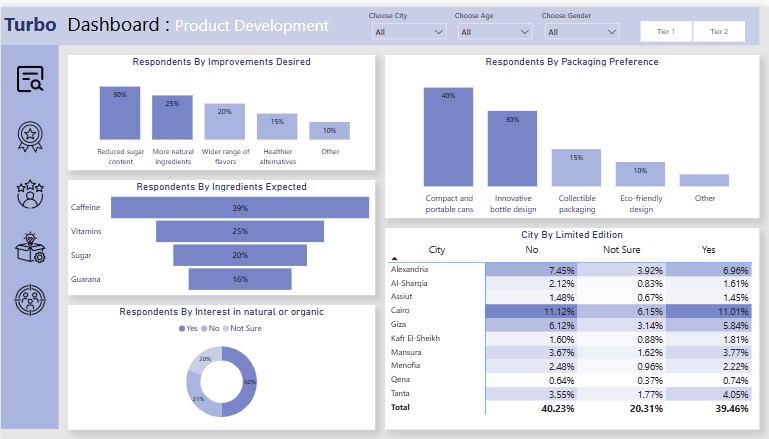 Turbo Dashboard : Product Development
Choose City
All
Choose Age
All
Choose Gender
All
Tier 1
Tier 2
Respondents By Improvements Desired
30%
25%
20%
15%
10%
Reduced sugar content
More natural ingredients
Wider range of flavors
Healthier alternatives
Other
Respondents By Packaging Preference
40%
30%
15%
10%
Compact and portable cans
Innovative bottle design
Collectible packaging
Eco-friendly design
Other
Respondents By Ingredients Expected
Caffeine 39%
Vitamins 25%
Sugar 20%
Guarana 16%
Respondents By Interest in natural or organic
Yes No Not Sure
20%
50%
31%
City By Limited Edition
City No Not Sure Yes
Alexandria 7.45% 3.92% 6.96%
Al-Sharqia 2.12% 0.83% 1.61%
Assiut 1.48% 0.67% 1.45%
Cairo 11.12% 6.15% 11.01%
Giza 6.12% 3.14% 5.84%
Kafr El-Sheikh 1.60% 0.88% 1.81%
Mansura 3.67% 1.62% 3.77%
Menofia 2.48% 0.96% 2.22%
Qena 0.64% 0.37% 0.74%
Tanta 3.55% 1.77% 4.05%
Total 40.23% 20.31% 39.46%